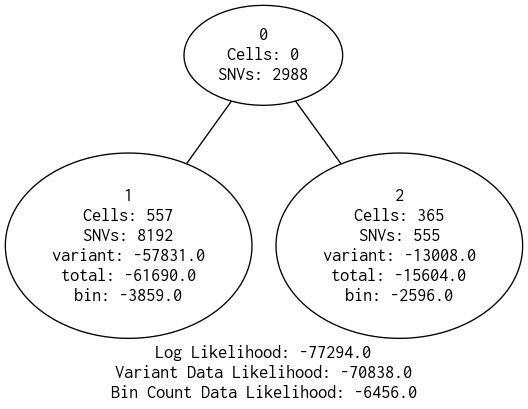 0
Cells: 0
SNVs: 2988
1
Cells: 557
SNVs: 8192
variant: -57831.0
total: -61690.0
bin: -3859.0
2
Cells: 365
SNVs: 555
variant: -13008.0
total: -15604.0
bin: -2596.0
Log Likelihood: -77294.0
Variant Data Likelihood: -70838.0
Bin Count Data Likelihood: -6456.0